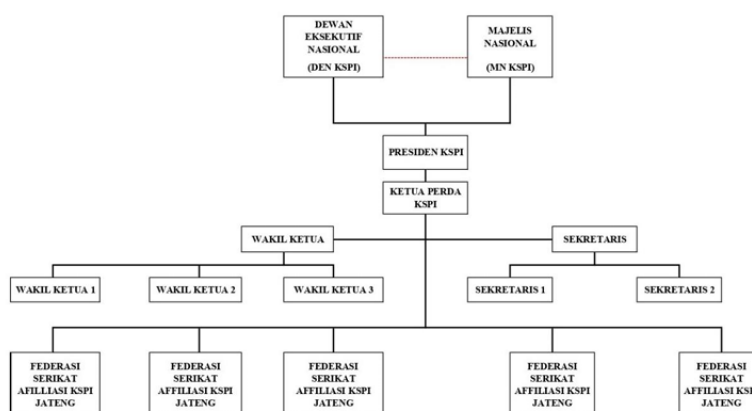 DEWAN
EKSEKUTIF
NASIONAL
(DEN KSPI)
MAJELIS
NASIONAL
(MN KSPI)
PRESIDEN KSPI
KETUA PERDA
KSPI
WAKIL KETUA
SEKRETARIS
WAKIL KETUA 1
WAKIL KETUA 2
WAKIL KETUA 3
SEKRETARIS 1
SEKRETARIS 2
FEDERASI
SERIKAT
AFILLIASI KSPI
JATENG
FEDERASI
SERIKAT
AFFILIASI KSPI
JATENG
FEDERASI
SERIKAT
AFFILIASI KSPI
JATENG
FEDERASI
SERIKAT
AFFILIASI KSPI
JATENG
FEDERASI
SERIKAT
AFFILIASI KSPI
JATENG